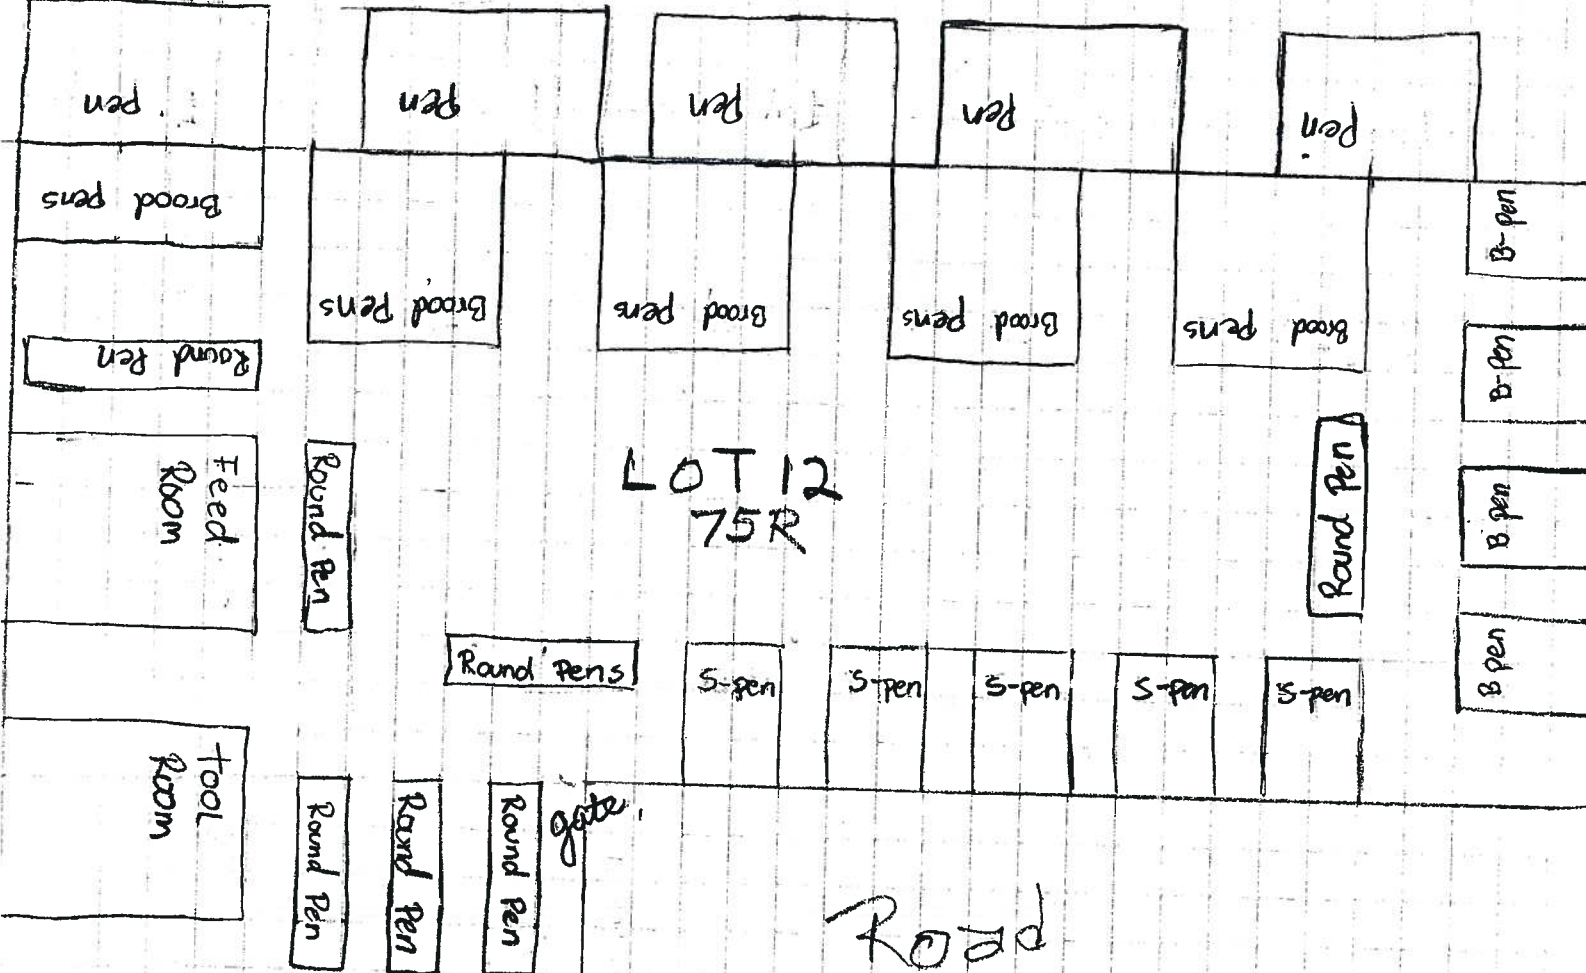 Pen
Pen
Pen
Pen
Pen
Brood pens
Brood Pens
Brood Pens
Brood Pens
Brood Pens
B-pen
B-pen
B pen
B pen
Round Pen
Feed
Room
Round Pen
LOT 12
75R
Round Pen
Round Pens
S-pen
S-pen
S-pen
S-pen
S-pen
Tool
Room
Round Pen
Round Pen
Round Pen
gate.
Road